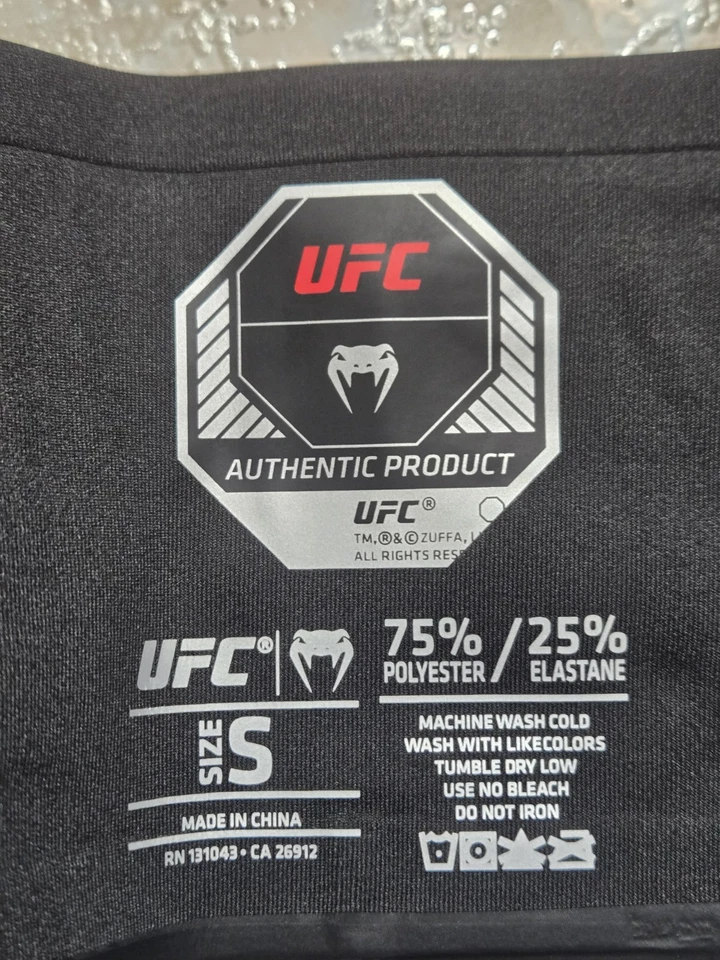 UFC
AUTHENTIC PRODUCT
UFC®
TM,®&©ZUFFA,
ALL RIGHTS
UFC®
SIZE S
MADE IN CHINA
RN 131043 • CA 26912
75% / 25%
POLYESTER ELASTANE
MACHINE WASH COLD
WASH WITH LIKECOLORS
TUMBLE DRY LOW
USE NO BLEACH
DO NOT IRON